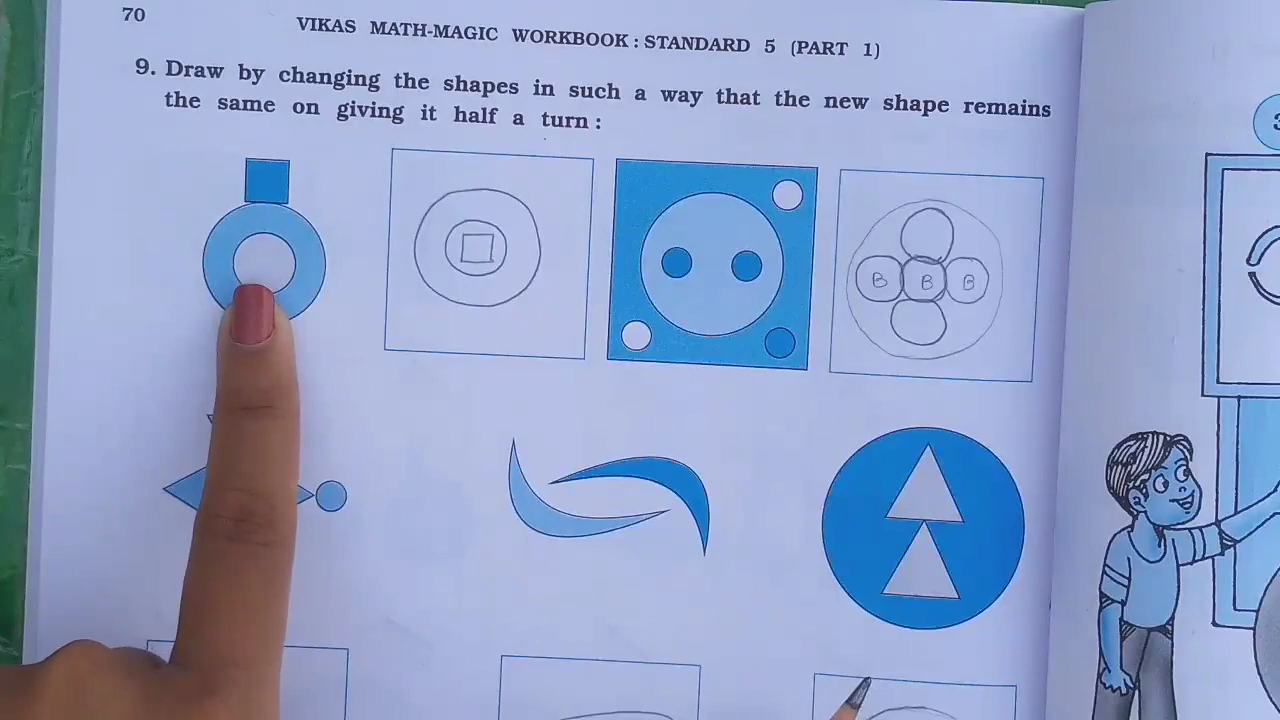 70
VIKAS MATH-MAGIC WORKBOOK : STANDARD 5 (PART 1)
9. Draw by changing the shapes in such a way that the new shape remains
the same on giving it half a turn :
B B B